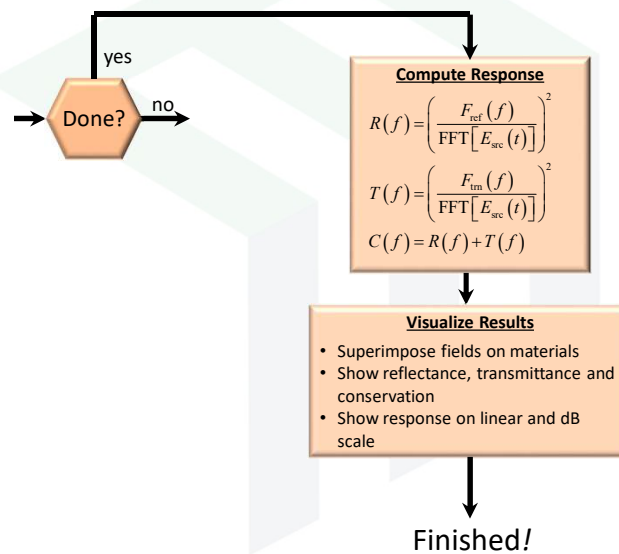 yes
Done?
no
Compute Response
R(f) = (F_ref(f) / FFT[E_src(t)])^2
T(f) = (F_trn(f) / FFT[E_src(t)])^2
C(f) = R(f) + T(f)
Visualize Results
• Superimpose fields on materials
• Show reflectance, transmittance and
conservation
• Show response on linear and dB
scale
Finished!